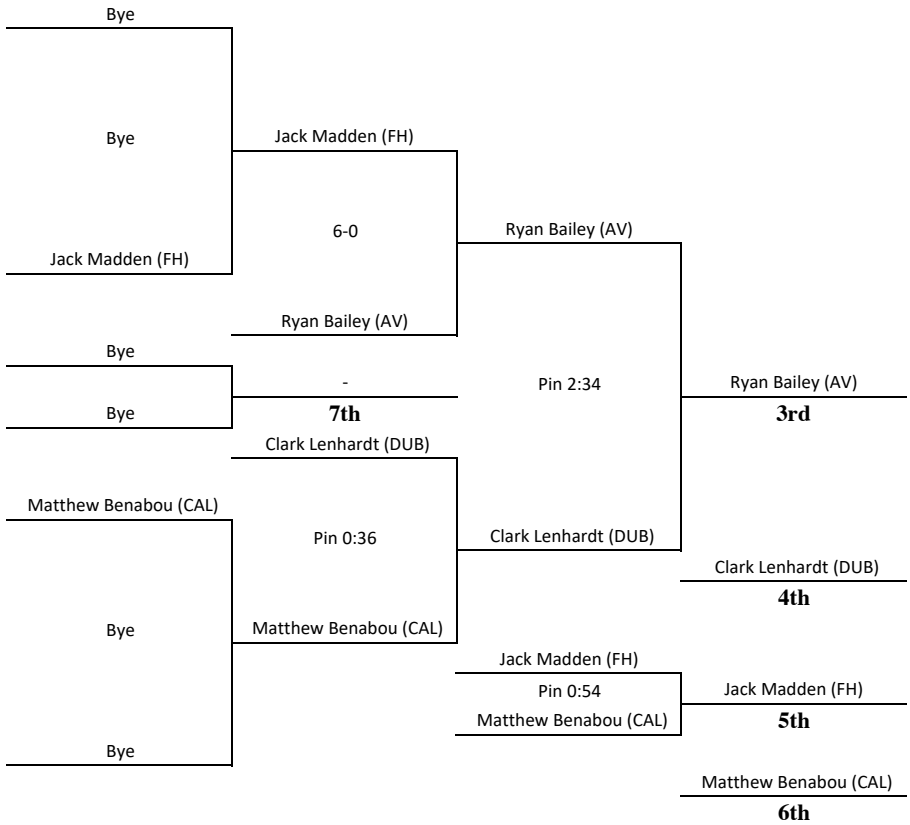 Bye
Bye
Jack Madden (FH)
6-0
Ryan Bailey (AV)
Jack Madden (FH)
Ryan Bailey (AV)
Bye
Pin 2:34
Ryan Bailey (AV)
-
3rd
Bye
7th
Clark Lenhardt (DUB)
Matthew Benabou (CAL)
Pin 0:36
Clark Lenhardt (DUB)
Clark Lenhardt (DUB)
4th
Bye
Matthew Benabou (CAL)
Jack Madden (FH)
Pin 0:54
Jack Madden (FH)
Matthew Benabou (CAL)
5th
Bye
Matthew Benabou (CAL)
6th